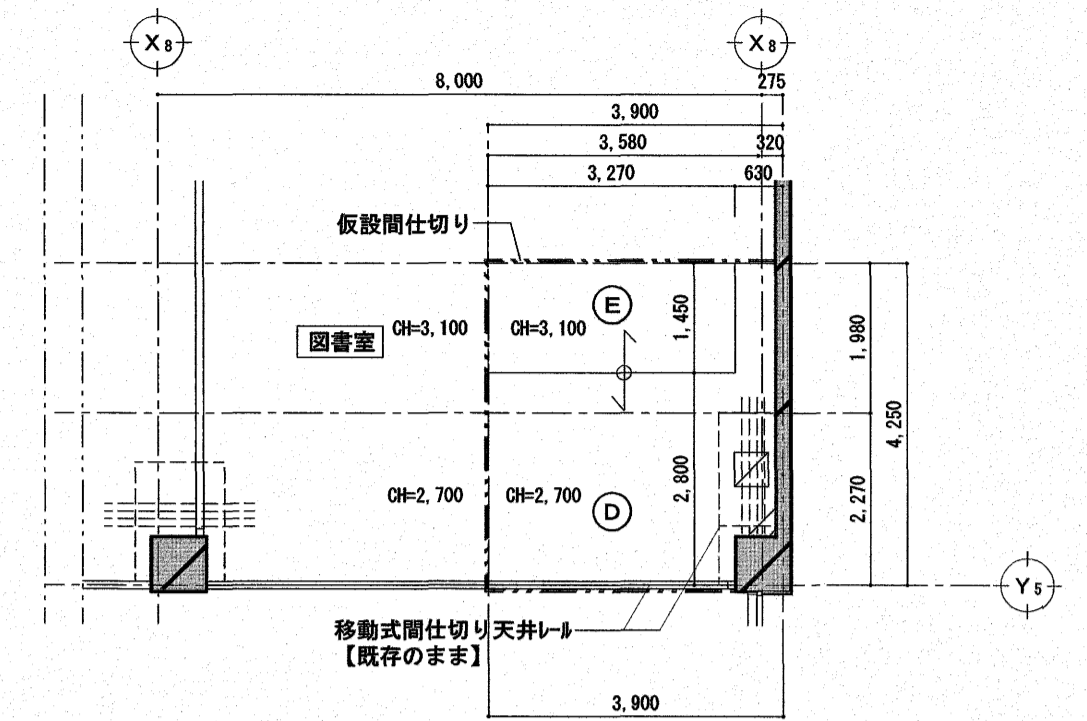 X8 X8
8,000 275
3,900
3,580 320
3,270 630
仮設間仕切り
E
CH=3,100 CH=3,100
図書室
1,450
1,980
4,250
CH=2,700 CH=2,700
D
2,800
2,270
Y5
移動式間仕切り天井レール
【既存のまま】
3,900